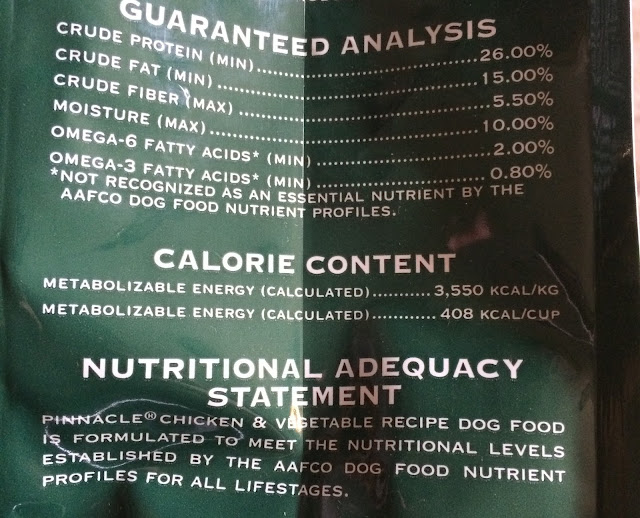 GUARANTEED ANALYSIS
CRUDE PROTEIN (MIN)..............................26.00%
CRUDE FAT (MIN)..............................15.00%
CRUDE FIBER (MAX)..............................5.50%
MOISTURE (MAX)..............................10.00%
OMEGA-6 FATTY ACIDS* (MIN)....................2.00%
OMEGA-3 FATTY ACIDS* (MIN)....................0.80%
*NOT RECOGNIZED AS AN ESSENTIAL NUTRIENT BY THE
AAFCO DOG FOOD NUTRIENT PROFILES.
CALORIE CONTENT
METABOLIZABLE ENERGY (CALCULATED)...........3,550 KCAL/KG
METABOLIZABLE ENERGY (CALCULATED)............408 KCAL/CUP
NUTRITIONAL ADEQUACY
STATEMENT
PINNACLE® CHICKEN & VEGETABLE RECIPE DOG FOOD
IS FORMULATED TO MEET THE NUTRITIONAL LEVELS
ESTABLISHED BY THE AAFCO DOG FOOD NUTRIENT
PROFILES FOR ALL LIFESTAGES.